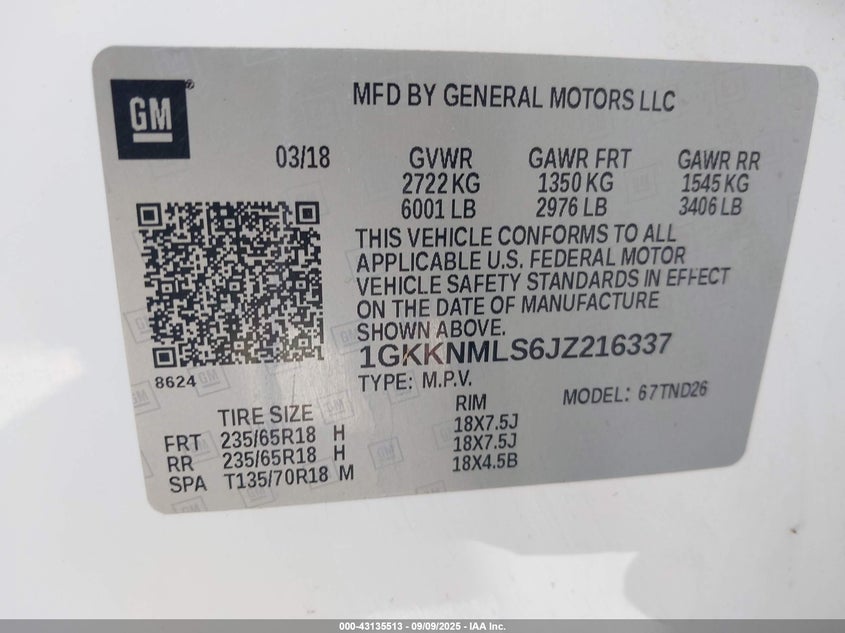 GM
®
MFD BY GENERAL MOTORS LLC
03/18 GVWR GAWR FRT GAWR RR
2722 KG 1350 KG 1545 KG
6001 LB 2976 LB 3406 LB
THIS VEHICLE CONFORMS TO ALL
APPLICABLE U.S. FEDERAL MOTOR
VEHICLE SAFETY STANDARDS IN EFFECT
ON THE DATE OF MANUFACTURE
SHOWN ABOVE.
1GKKNMLS6JZ216337
8624
TYPE: M.P.V. MODEL: 67TND26
TIRE SIZE RIM
FRT 235/65R18 H 18X7.5J
RR 235/65R18 H 18X7.5J
SPA T135/70R18 M 18X4.5B
000-43135513 - 09/09/2025 - IAA Inc.